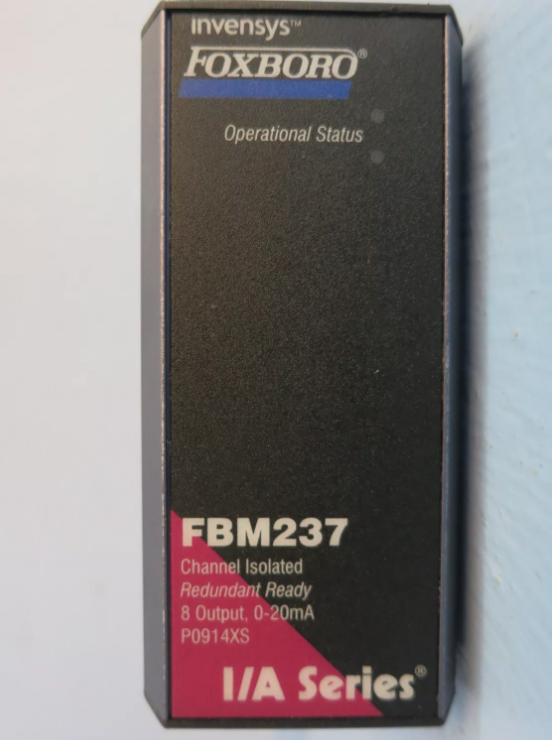 invensys™
FOXBORO®
Operational Status
FBM237
Channel Isolated
Redundant Ready
8 Output, 0-20mA
P0914XS
I/A Series®